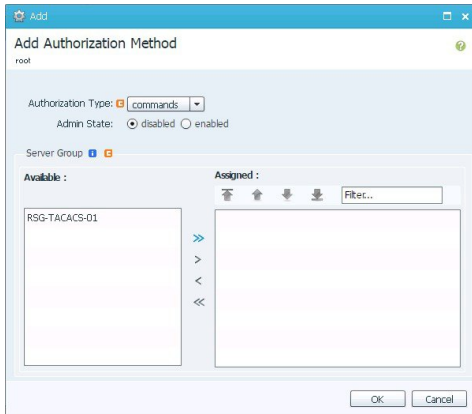 Add
Add Authorization Method
root
Authorization Type: commands
Admin State: disabled enabled
Server Group
Available :
Assigned :
Filter...
RSG-TACACS-01
OK Cancel